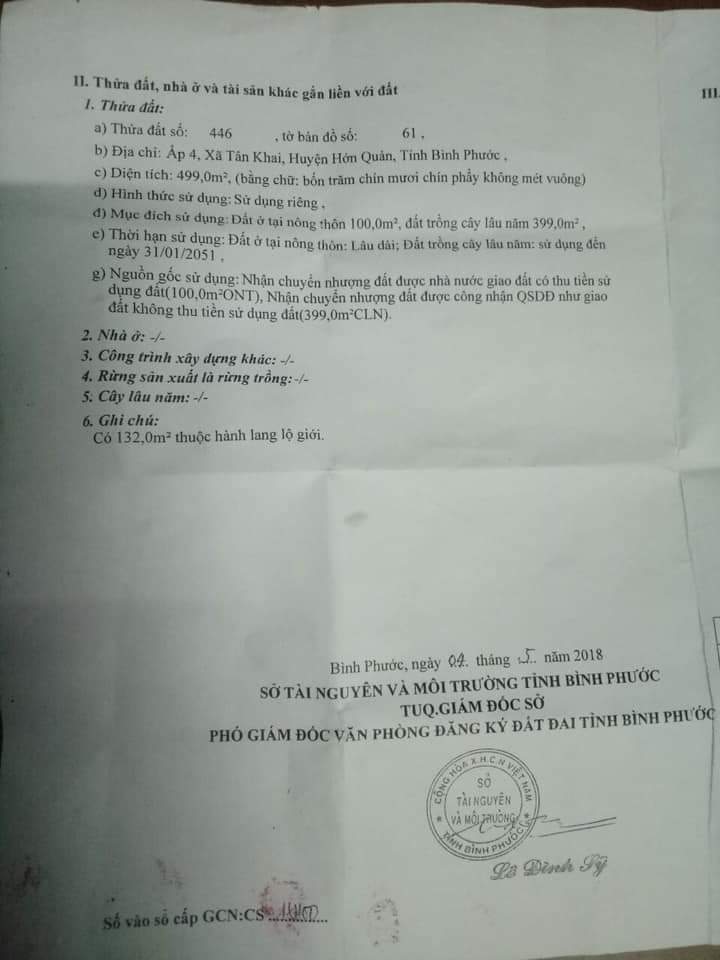 II. Thửa đất, nhà ở và tài sản khác gắn liền với đất
III.
1. Thửa đất:
a) Thửa đất số: 446 , tờ bản đồ số: 61 ,
b) Địa chỉ: Ấp 4, Xã Tân Khai, Huyện Hớn Quản, Tỉnh Bình Phước ,
c) Diện tích: 499,0m², (bằng chữ: bốn trăm chín mươi chín phẩy không mét vuông)
d) Hình thức sử dụng: Sử dụng riêng ,
đ) Mục đích sử dụng: Đất ở tại nông thôn 100,0m², đất trồng cây lâu năm 399,0m² ,
e) Thời hạn sử dụng: Đất ở tại nông thôn: Lâu dài; Đất trồng cây lâu năm: sử dụng đến
ngày 31/01/2051 ,
g) Nguồn gốc sử dụng: Nhận chuyển nhượng đất được nhà nước giao đất có thu tiền sử
dụng đất(100,0m²ONT), Nhận chuyển nhượng đất được công nhận QSDĐ như giao
đất không thu tiền sử dụng đất(399,0m²CLN).
2. Nhà ở: -/-
3. Công trình xây dựng khác: -/-
4. Rừng sản xuất là rừng trồng: -/-
5. Cây lâu năm: -/-
6. Ghi chú:
Có 132,0m² thuộc hành lang lộ giới.
Bình Phước, ngày 02 tháng 5 năm 2018
SỞ TÀI NGUYÊN VÀ MÔI TRƯỜNG TỈNH BÌNH PHƯỚC
TUQ.GIÁM ĐỐC SỞ
PHÓ GIÁM ĐỐC VĂN PHÒNG ĐĂNG KÝ ĐẤT ĐAI TỈNH BÌNH PHƯỚC
CỘNG HÒA X.H.C.N VIỆT NAM
SỞ
TÀI NGUYÊN
VÀ MÔI TRƯỜNG
TỈNH BÌNH PHƯỚC
Lê Đình Sỹ
Số vào sổ cấp GCN:CS